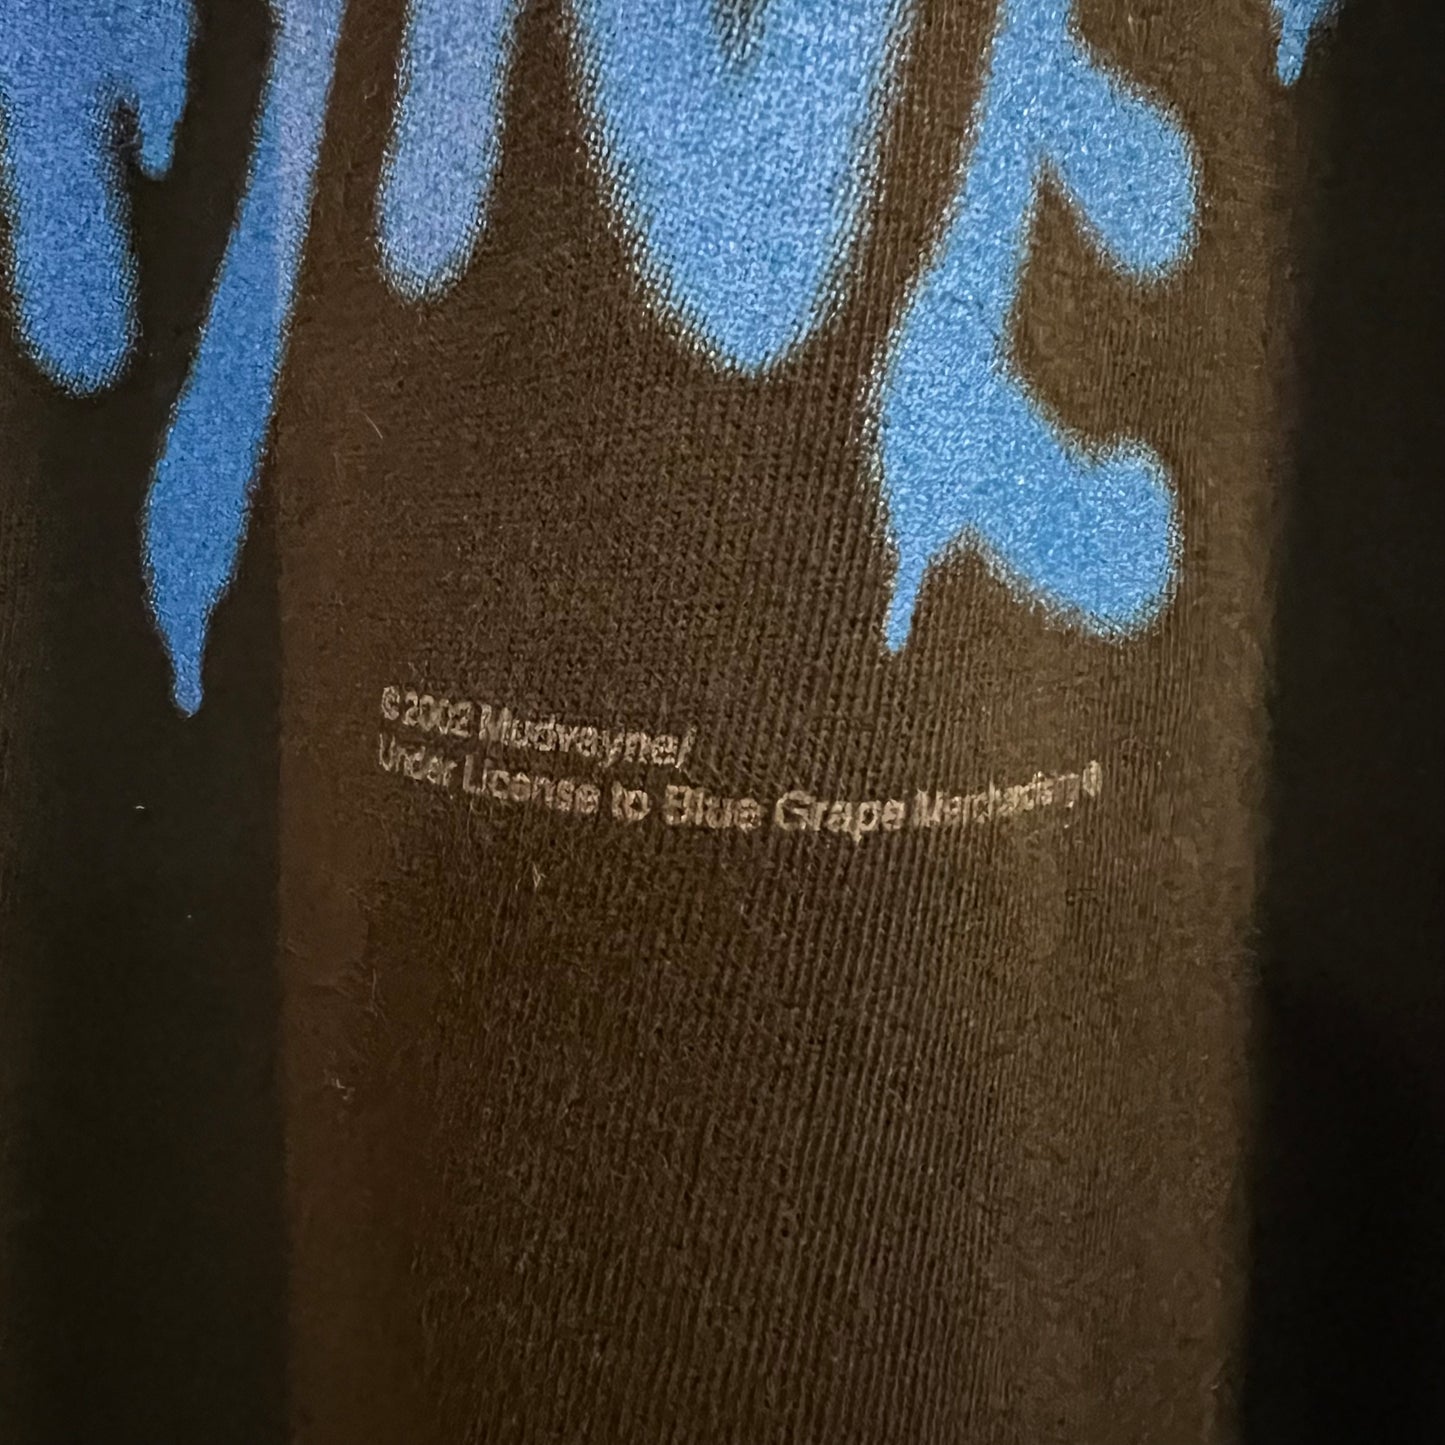 © 2002 Mudvayne/
Under License to Blue Grape Merchandising ®